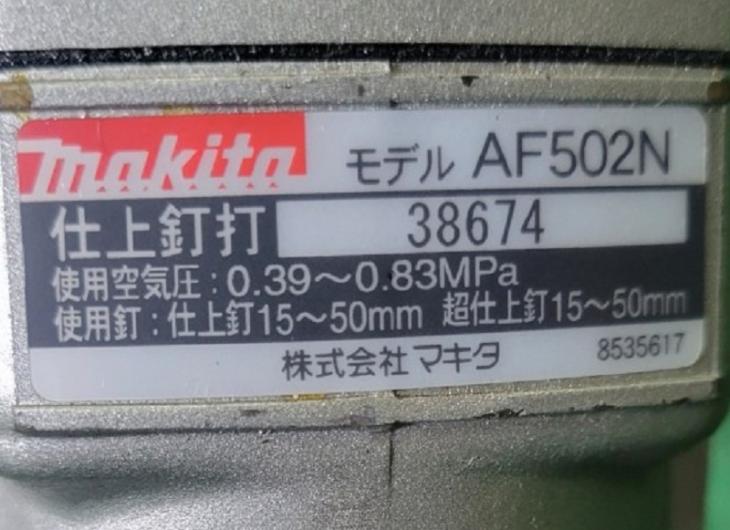 makita モデル AF502N
仕上釘打 38674
使用空気圧:0.39～0.83MPa
使用釘:仕上釘15～50mm 超仕上釘15～50mm
株式会社マキタ 8535617